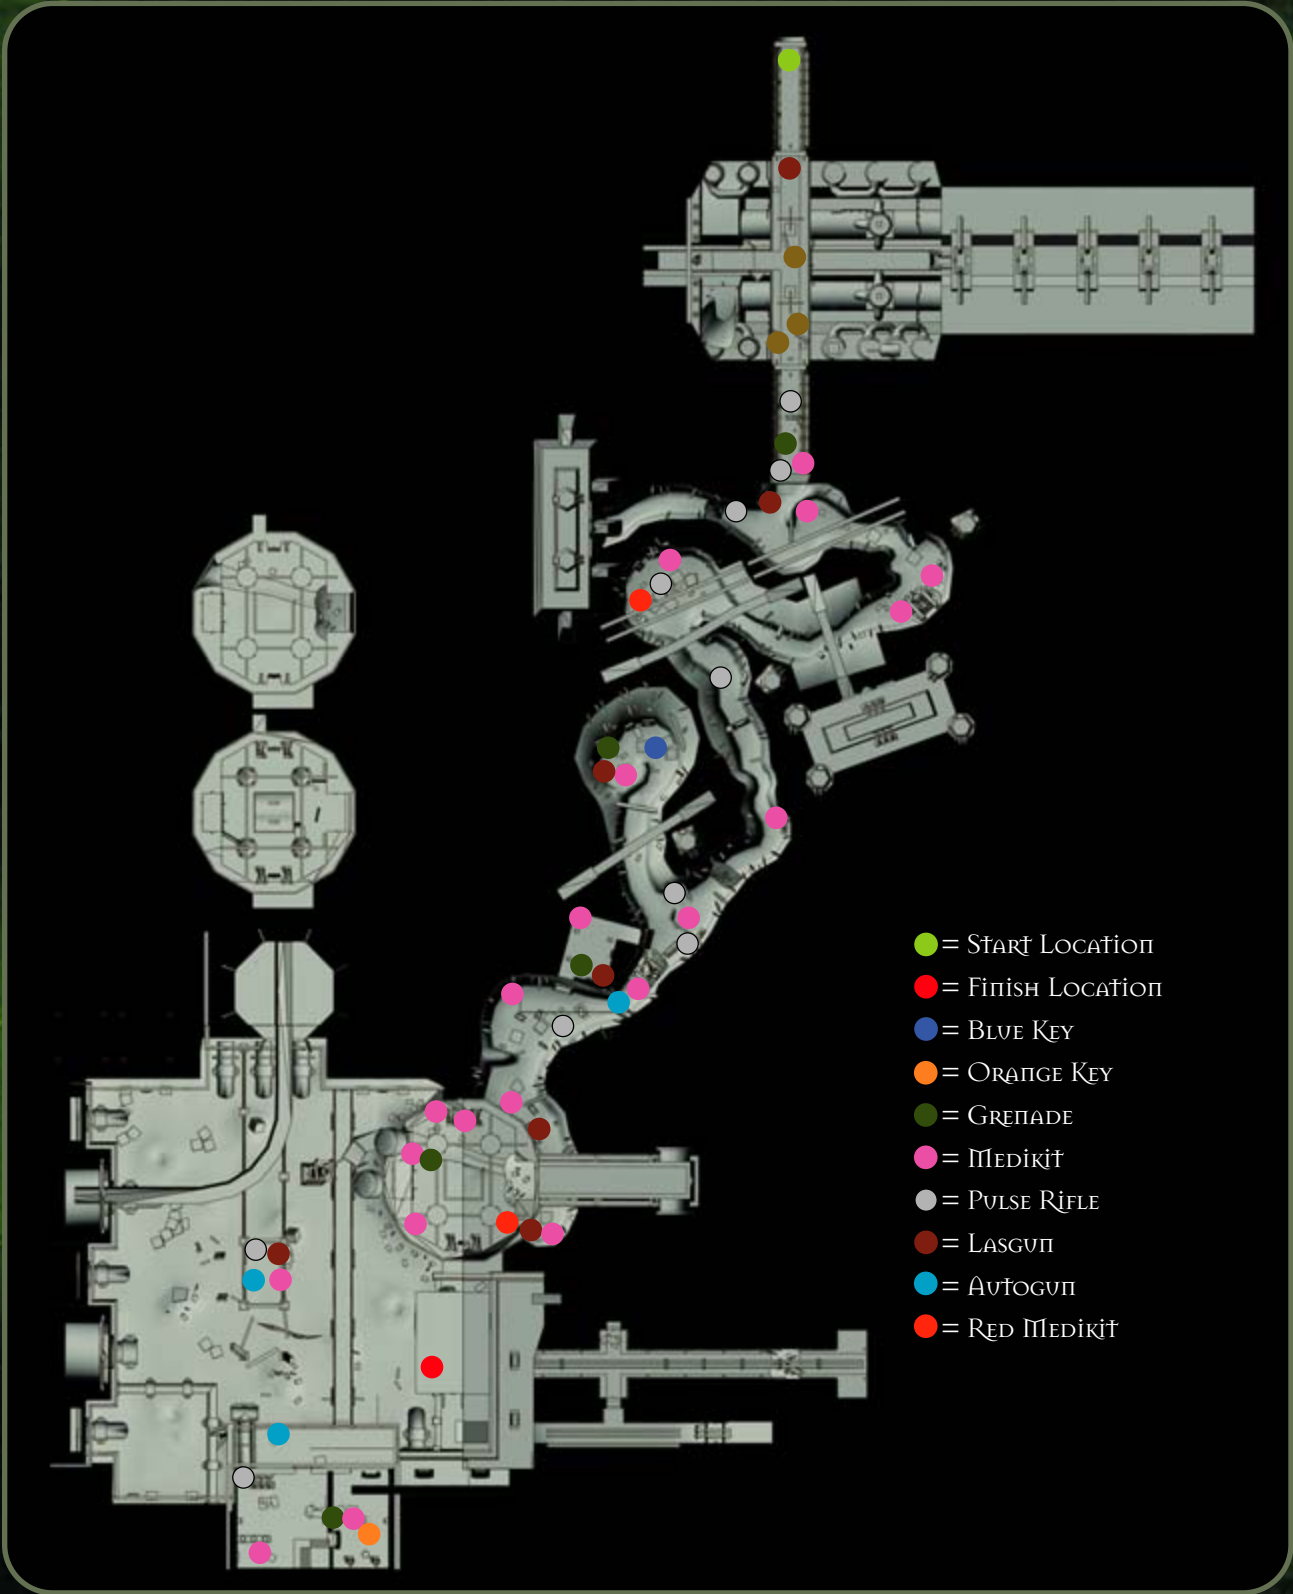 = Start Location
= Finish Location
= Blue Key
= Orange Key
= Grenade
= Medikit
= Pulse Rifle
= Lasgun
= Autogun
= Red Medikit